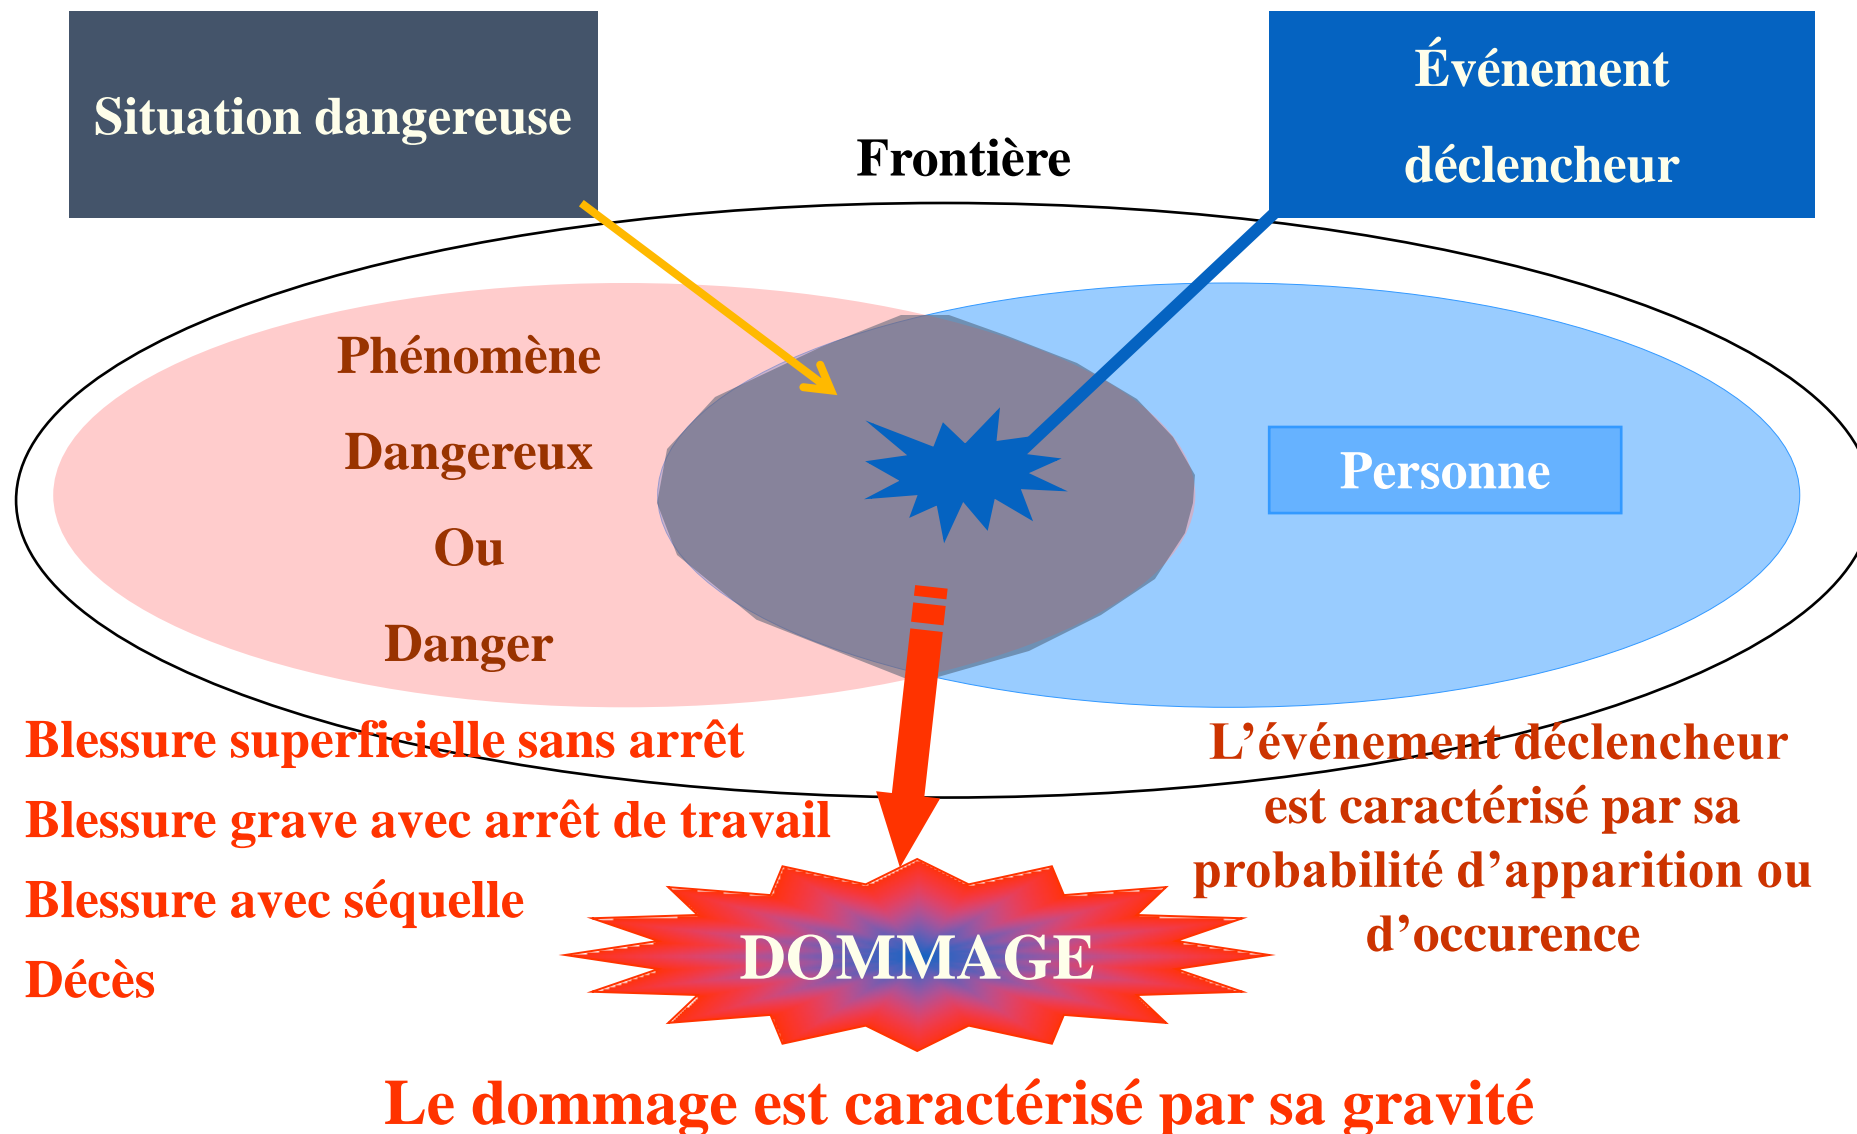 Situation dangereuse
Événement
déclencheur
Frontière
Phénomène
Dangereux
Ou
Danger
Personne
Blessure superficielle sans arrêt
Blessure grave avec arrêt de travail
Blessure avec séquelle
Décès
L’événement déclencheur
est caractérisé par sa
probabilité d’apparition ou
d’occurence
DOMMAGE
Le dommage est caractérisé par sa gravité